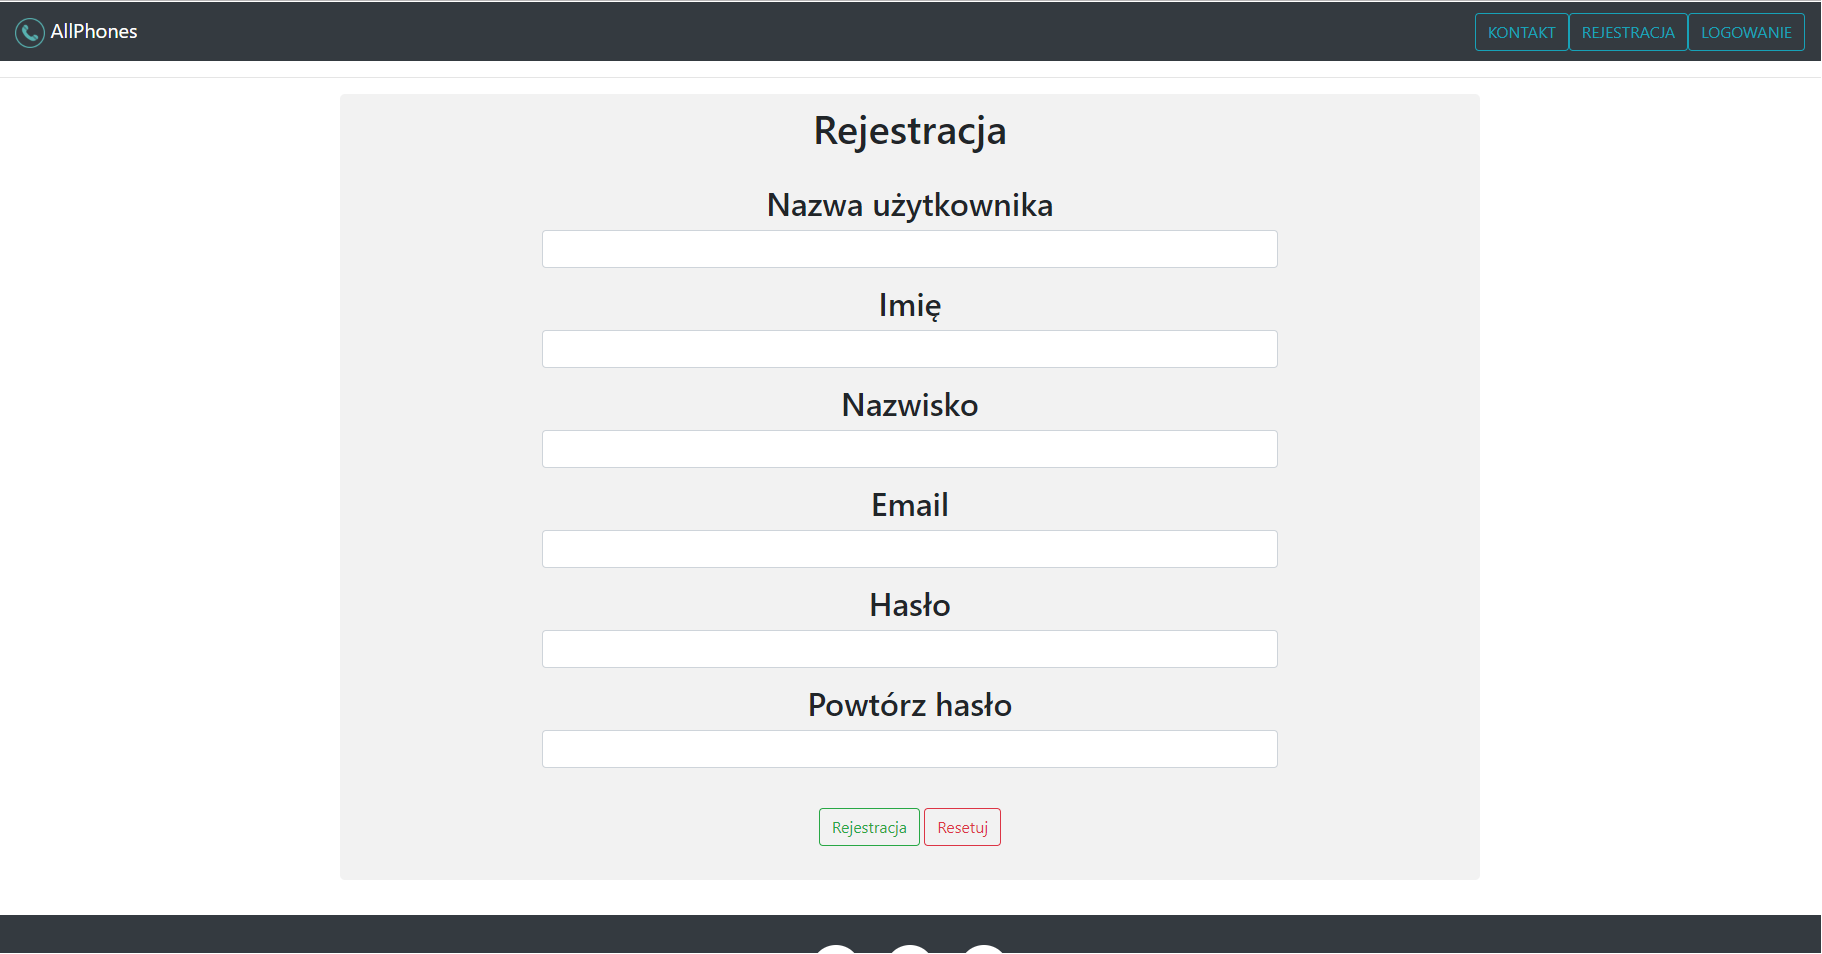 AllPhones
KONTAKT REJESTRACJA LOGOWANIE
Rejestracja
Nazwa użytkownika
Imię
Nazwisko
Email
Hasło
Powtórz hasło
Rejestracja Resetuj